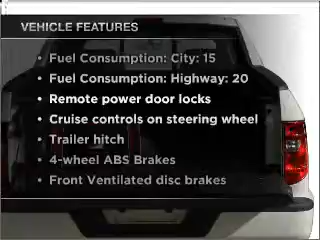 VEHICLE FEATURES
• Fuel Consumption: City: 15
• Fuel Consumption: Highway: 20
• Remote power door locks
• Cruise controls on steering wheel
• Trailer hitch
• 4-wheel ABS Brakes
• Front Ventilated disc brakes